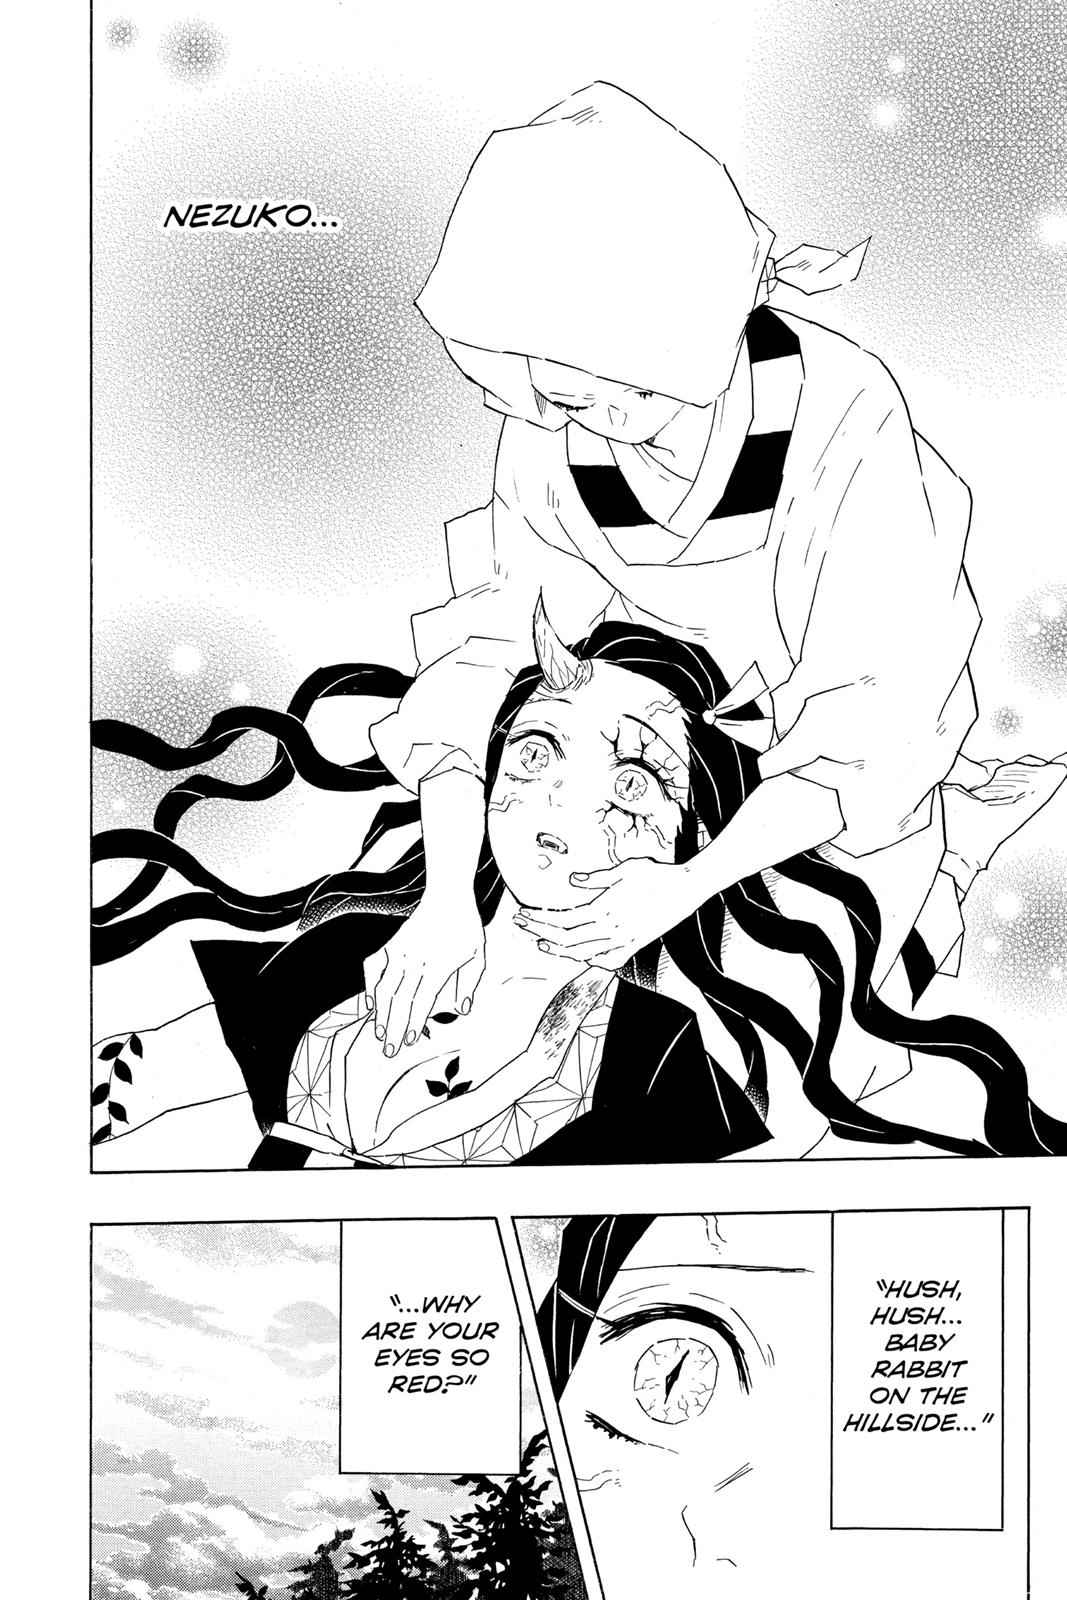 NEZUKO...
"HUSH,
HUSH...
BABY
RABBIT
ON THE
HILLSIDE..."
"...WHY
ARE YOUR
EYES SO
RED?"